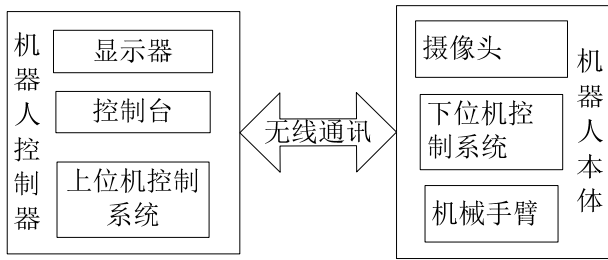 机器人控制器
显示器
控制台
上位机控制
系统
无线通讯
摄像头
下位机控
制系统
机械手臂
机器人本体